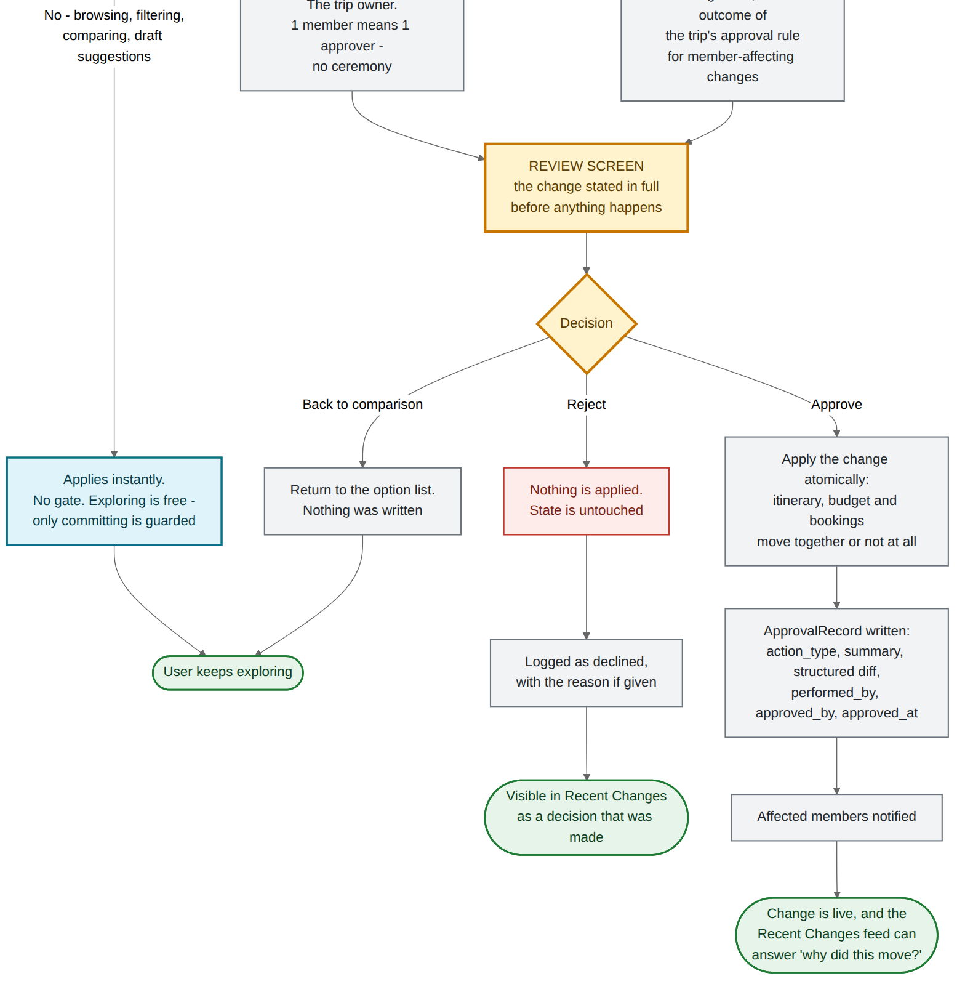 No - browsing, filtering,
comparing, draft
suggestions
The trip owner.
1 member means 1
approver -
no ceremony
outcome of
the trip's approval rule
for member-affecting
changes
REVIEW SCREEN
the change stated in full
before anything happens
Decision
Back to comparison
Reject
Approve
Applies instantly.
No gate. Exploring is free -
only committing is guarded
Return to the option list.
Nothing was written
Nothing is applied.
State is untouched
Apply the change
atomically:
itinerary, budget and
bookings
move together or not at all
User keeps exploring
Logged as declined,
with the reason if given
ApprovalRecord written:
action_type, summary,
structured diff,
performed_by,
approved_by, approved_at
Visible in Recent Changes
as a decision that was
made
Affected members notified
Change is live, and the
Recent Changes feed can
answer 'why did this move?'